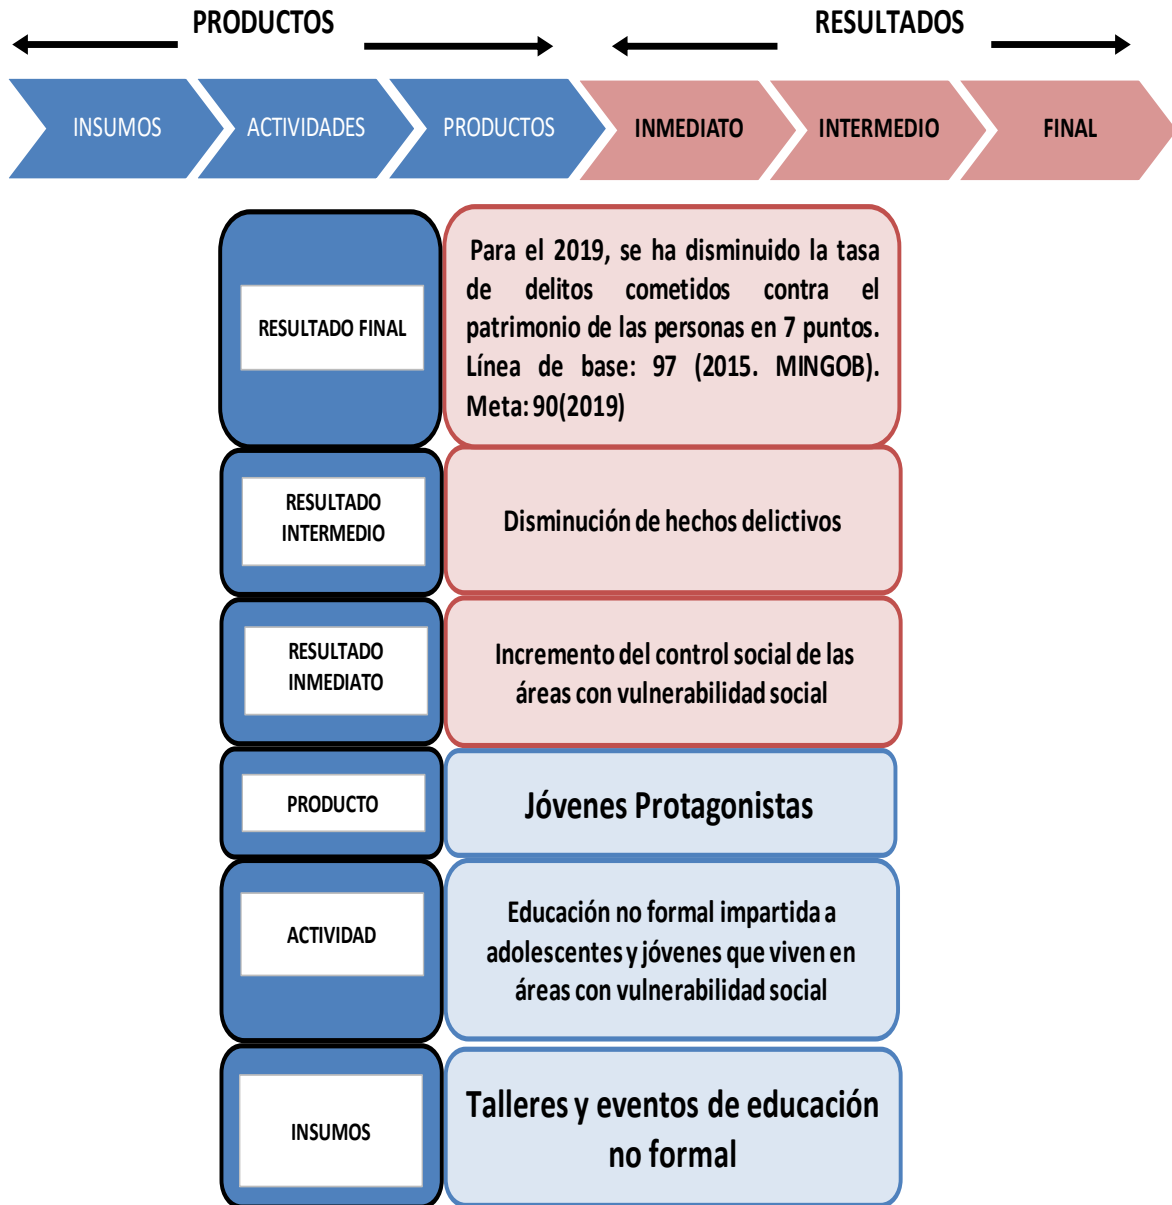 PRODUCTOS
RESULTADOS
INSUMOS
ACTIVIDADES
PRODUCTOS
INMEDIATO
INTERMEDIO
FINAL
RESULTADO FINAL
Para el 2019, se ha disminuido la tasa
de delitos cometidos contra el
patrimonio de las personas en 7 puntos.
Línea de base: 97 (2015. MINGOB).
Meta: 90(2019)
RESULTADO
INTERMEDIO
Disminución de hechos delictivos
RESULTADO
INMEDIATO
Incremento del control social de las
áreas con vulnerabilidad social
PRODUCTO
Jóvenes Protagonistas
ACTIVIDAD
Educación no formal impartida a
adolescentes y jóvenes que viven en
áreas con vulnerabilidad social
INSUMOS
Talleres y eventos de educación
no formal